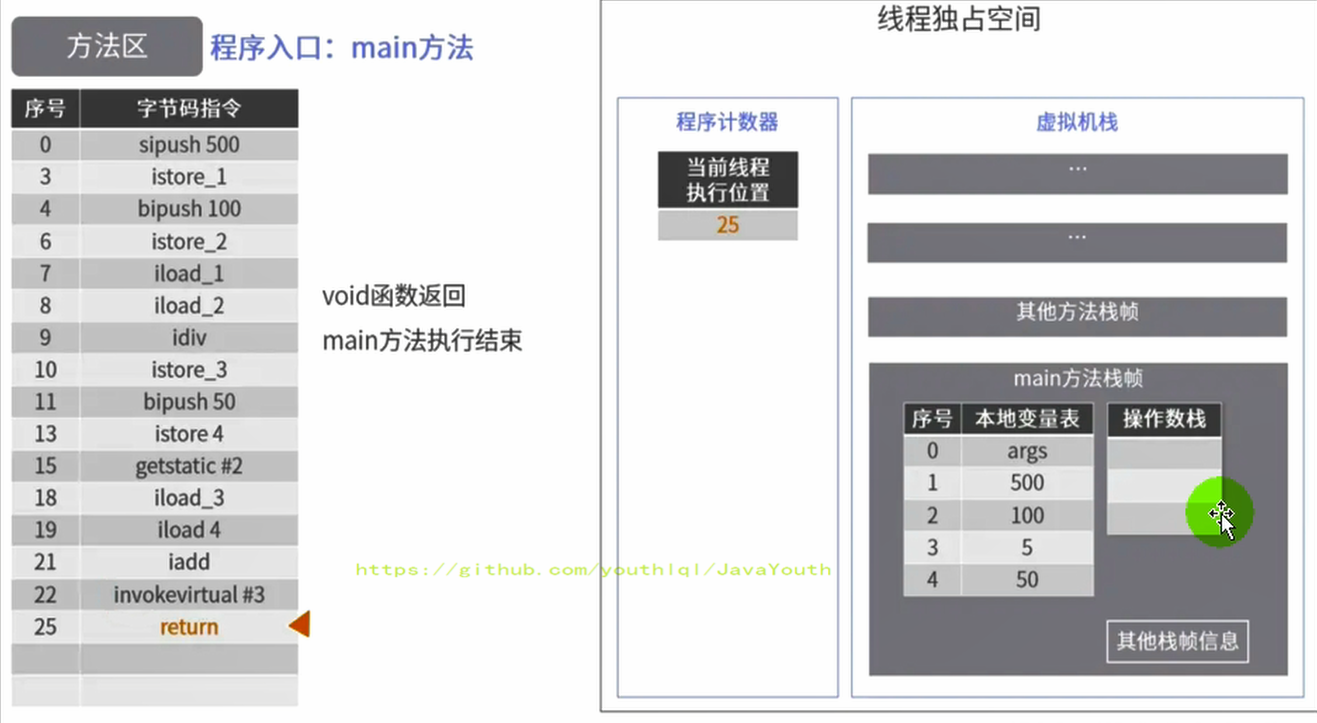 方法区 程序入口：main方法
序号 字节码指令
0 sipush 500
3 istore_1
4 bipush 100
6 istore_2
7 iload_1
8 iload_2
9 idiv
10 istore_3
11 bipush 50
13 istore 4
15 getstatic #2
18 iload_3
19 iload 4
21 iadd
22 invokevirtual #3
25 return
void函数返回
main方法执行结束
https://github.com/youthlql/JavaYouth
线程独占空间
程序计数器
当前线程
执行位置
25
虚拟机栈
...
...
其他方法栈帧
main方法栈帧
序号 本地变量表 操作数栈
0 args
1 500
2 100
3 5
4 50
其他栈帧信息